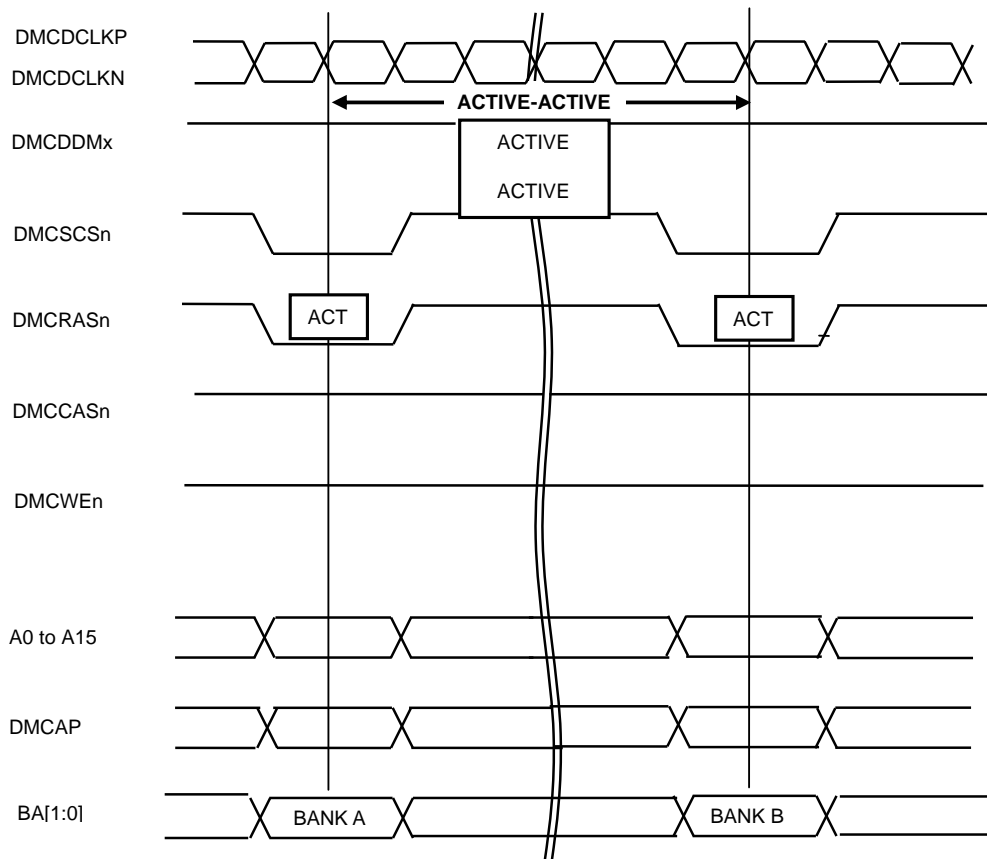 DMCDCLKP
DMCDCLKN
ACTIVE-ACTIVE
DMCDDMx
ACTIVE
ACTIVE
DMCSCSn
DMCRASn
ACT
ACT
DMCCASn
DMCWEn
A0 to A15
DMCAP
BA[1:0]
BANK A
BANK B